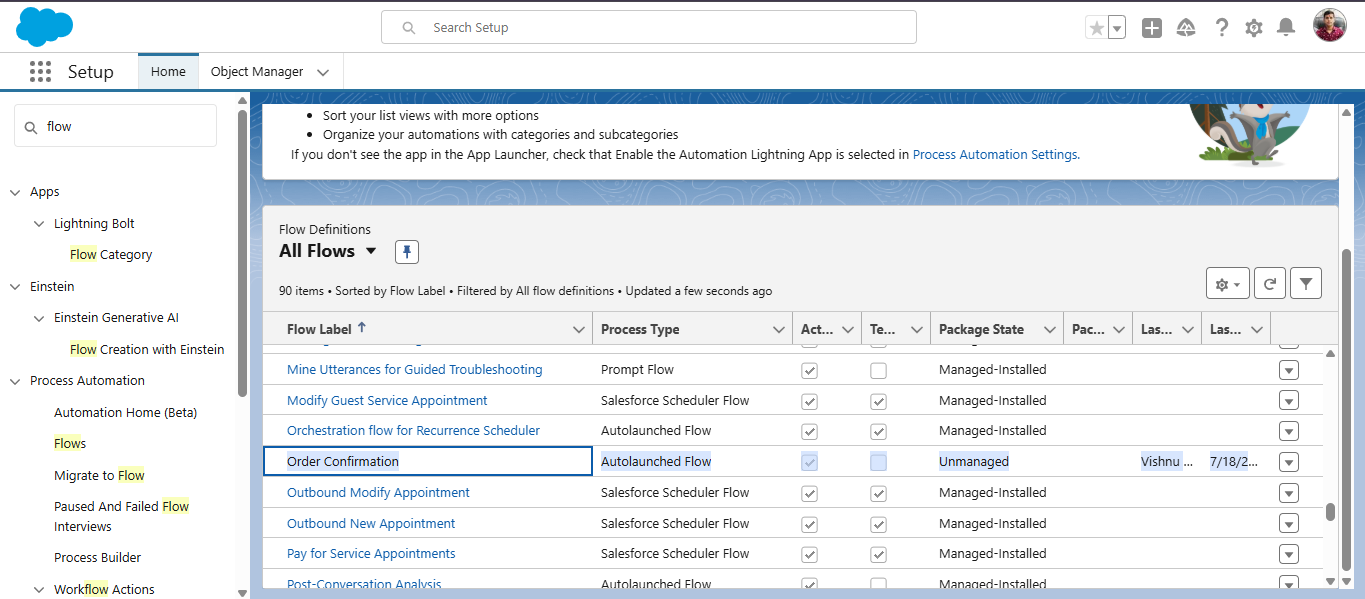 Search Setup
Setup
Home
Object Manager
flow
Apps
Lightning Bolt
Flow Category
Einstein
Einstein Generative AI
Flow Creation with Einstein
Process Automation
Automation Home (Beta)
Flows
Migrate to Flow
Paused And Failed Flow
Interviews
Process Builder
Workflow Actions
Sort your list views with more options
Organize your automations with categories and subcategories
If you don't see the app in the App Launcher, check that Enable the Automation Lightning App is selected in Process Automation Settings.
Flow Definitions
All Flows
90 items • Sorted by Flow Label • Filtered by All flow definitions • Updated a few seconds ago
Flow Label Process Type Act... Te... Package State Pac... Las... Las...
Mine Utterances for Guided Troubleshooting Prompt Flow Managed-Installed
Modify Guest Service Appointment Salesforce Scheduler Flow Managed-Installed
Orchestration flow for Recurrence Scheduler Autolaunched Flow Managed-Installed
Order Confirmation Autolaunched Flow Unmanaged Vishnu ... 7/18/2...
Outbound Modify Appointment Salesforce Scheduler Flow Managed-Installed
Outbound New Appointment Salesforce Scheduler Flow Managed-Installed
Pay for Service Appointments Salesforce Scheduler Flow Managed-Installed
Post-Conversation Analysis Autolaunched Flow Managed-Installed